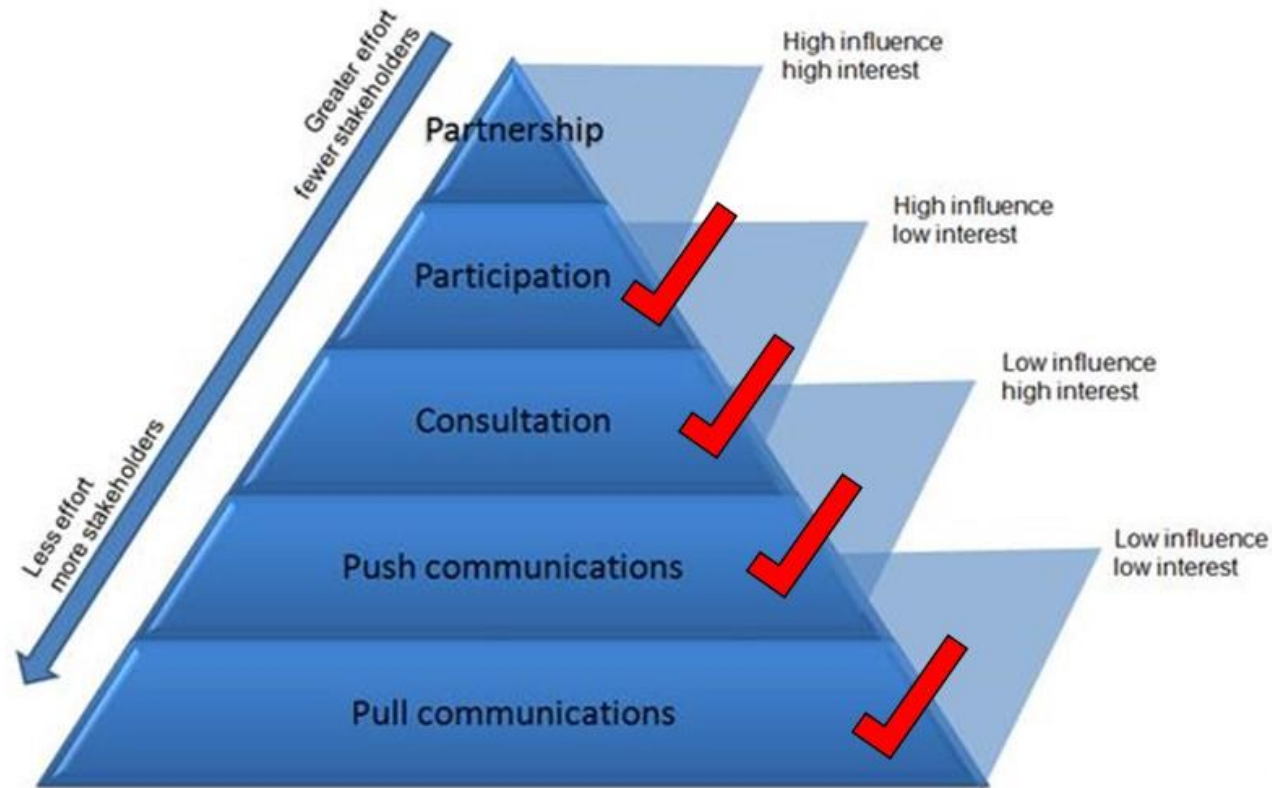 Greater effort
fewer stakeholders
High influence
high interest
Partnership
High influence
low interest
Participation
Low influence
high interest
Consultation
Less effort
more stakeholders
Low influence
low interest
Push communications
Pull communications